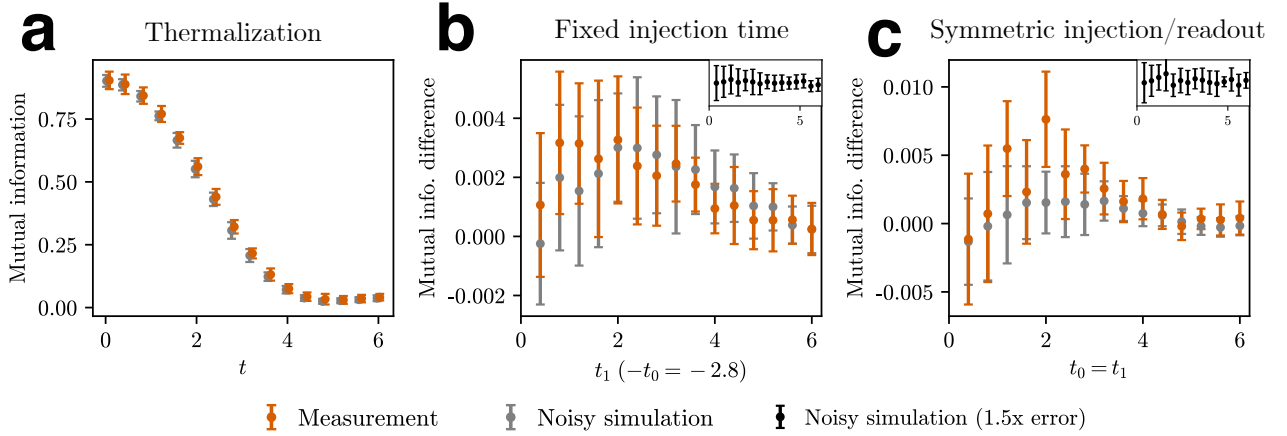 a
Thermalization
Mutual information
0.75
0.50
0.25
0.00
0 2 4 6
t
b
Fixed injection time
Mutual info. difference
0.004
0.002
0.000
-0.002
0 5
0 2 4 6
t₁ (−t₀ = − 2.8)
c
Symmetric injection/readout
Mutual info. difference
0.010
0.005
0.000
-0.005
0 5
0 2 4 6
t₀ = t₁
Measurement
Noisy simulation
Noisy simulation (1.5x error)